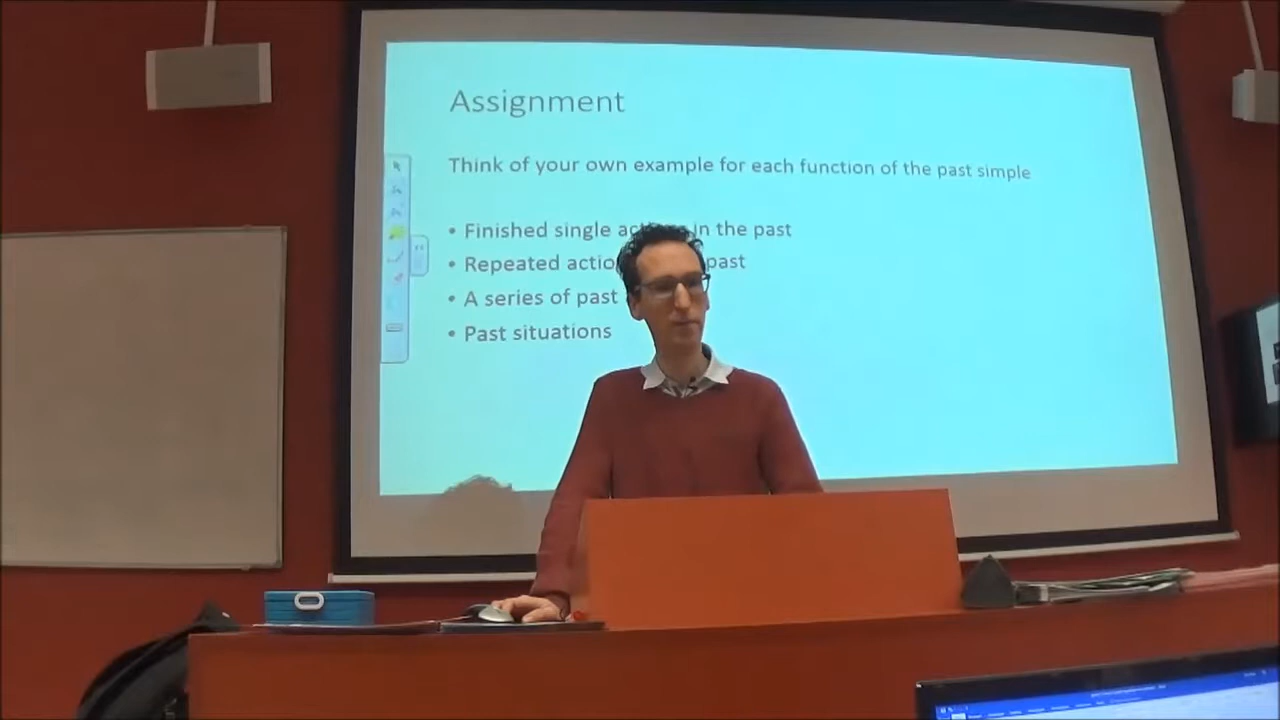 Assignment
Think of your own example for each function of the past simple
• Finished single in the past
• Repeated past
• A series of past
• Past situations